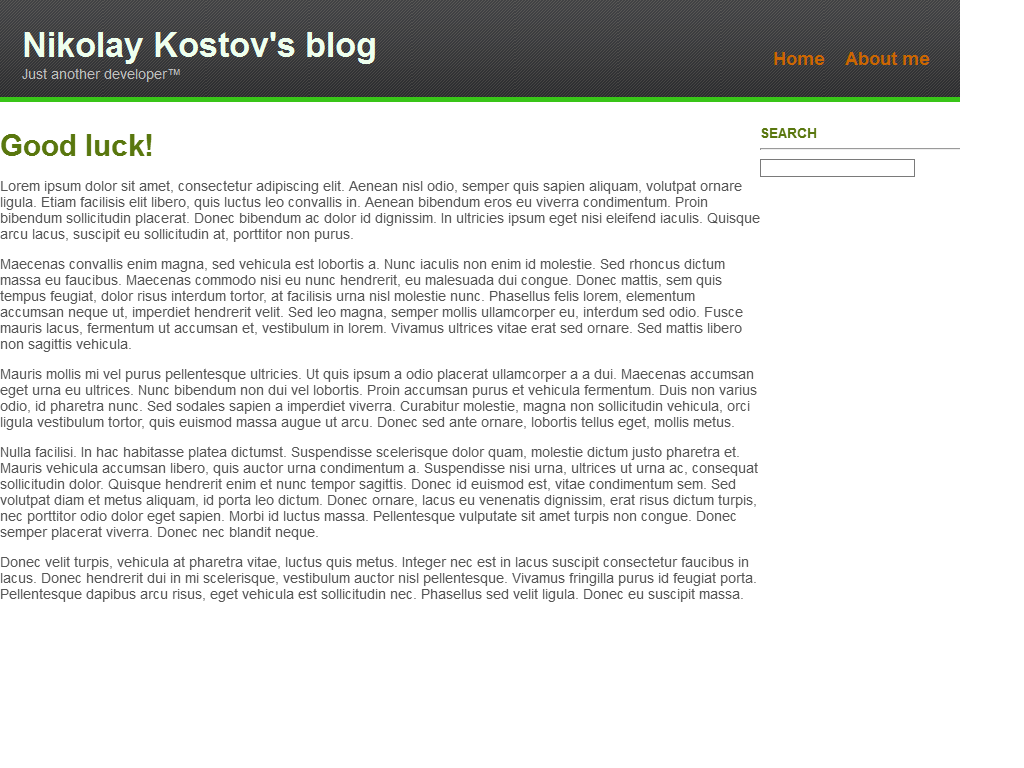 Nikolay Kostov's blog
Just another developer™
Home About me
Good luck!
Lorem ipsum dolor sit amet, consectetur adipiscing elit. Aenean nisl odio, semper quis sapien aliquam, volutpat ornare
ligula. Etiam facilisis elit libero, quis luctus leo convallis in. Aenean bibendum eros eu viverra condimentum. Proin
bibendum sollicitudin placerat. Donec bibendum ac dolor id dignissim. In ultricies ipsum eget nisi eleifend iaculis. Quisque
arcu lacus, suscipit eu sollicitudin at, porttitor non purus.
Maecenas convallis enim magna, sed vehicula est lobortis a. Nunc iaculis non enim id molestie. Sed rhoncus dictum
massa eu faucibus. Maecenas commodo nisi eu nunc hendrerit, eu malesuada dui congue. Donec mattis, sem quis
tempus feugiat, dolor risus interdum tortor, at facilisis urna nisl molestie nunc. Phasellus felis lorem, elementum
accumsan neque ut, imperdiet hendrerit velit. Sed leo magna, semper mollis ullamcorper eu, interdum sed odio. Fusce
mauris lacus, fermentum ut accumsan et, vestibulum in lorem. Vivamus ultrices vitae erat sed ornare. Sed mattis libero
non sagittis vehicula.
Mauris mollis mi vel purus pellentesque ultricies. Ut quis ipsum a odio placerat ullamcorper a a dui. Maecenas accumsan
eget urna eu ultrices. Nunc bibendum non dui vel lobortis. Proin accumsan purus et vehicula fermentum. Duis non varius
odio, id pharetra nunc. Sed sodales sapien a imperdiet viverra. Curabitur molestie, magna non sollicitudin vehicula, orci
ligula vestibulum tortor, quis euismod massa augue ut arcu. Donec sed ante ornare, lobortis tellus eget, mollis metus.
Nulla facilisi. In hac habitasse platea dictumst. Suspendisse scelerisque dolor quam, molestie dictum justo pharetra et.
Mauris vehicula accumsan libero, quis auctor urna condimentum a. Suspendisse nisi urna, ultrices ut urna ac, consequat
sollicitudin dolor. Quisque hendrerit enim et nunc tempor sagittis. Donec id euismod est, vitae condimentum sem. Sed
volutpat diam et metus aliquam, id porta leo dictum. Donec ornare, lacus eu venenatis dignissim, erat risus dictum turpis,
nec porttitor odio dolor eget sapien. Morbi id luctus massa. Pellentesque vulputate sit amet turpis non congue. Donec
semper placerat viverra. Donec nec blandit neque.
Donec velit turpis, vehicula at pharetra vitae, luctus quis metus. Integer nec est in lacus suscipit consectetur faucibus in
lacus. Donec hendrerit dui in mi scelerisque, vestibulum auctor nisl pellentesque. Vivamus fringilla purus id feugiat porta.
Pellentesque dapibus arcu risus, eget vehicula est sollicitudin nec. Phasellus sed velit ligula. Donec eu suscipit massa.
SEARCH